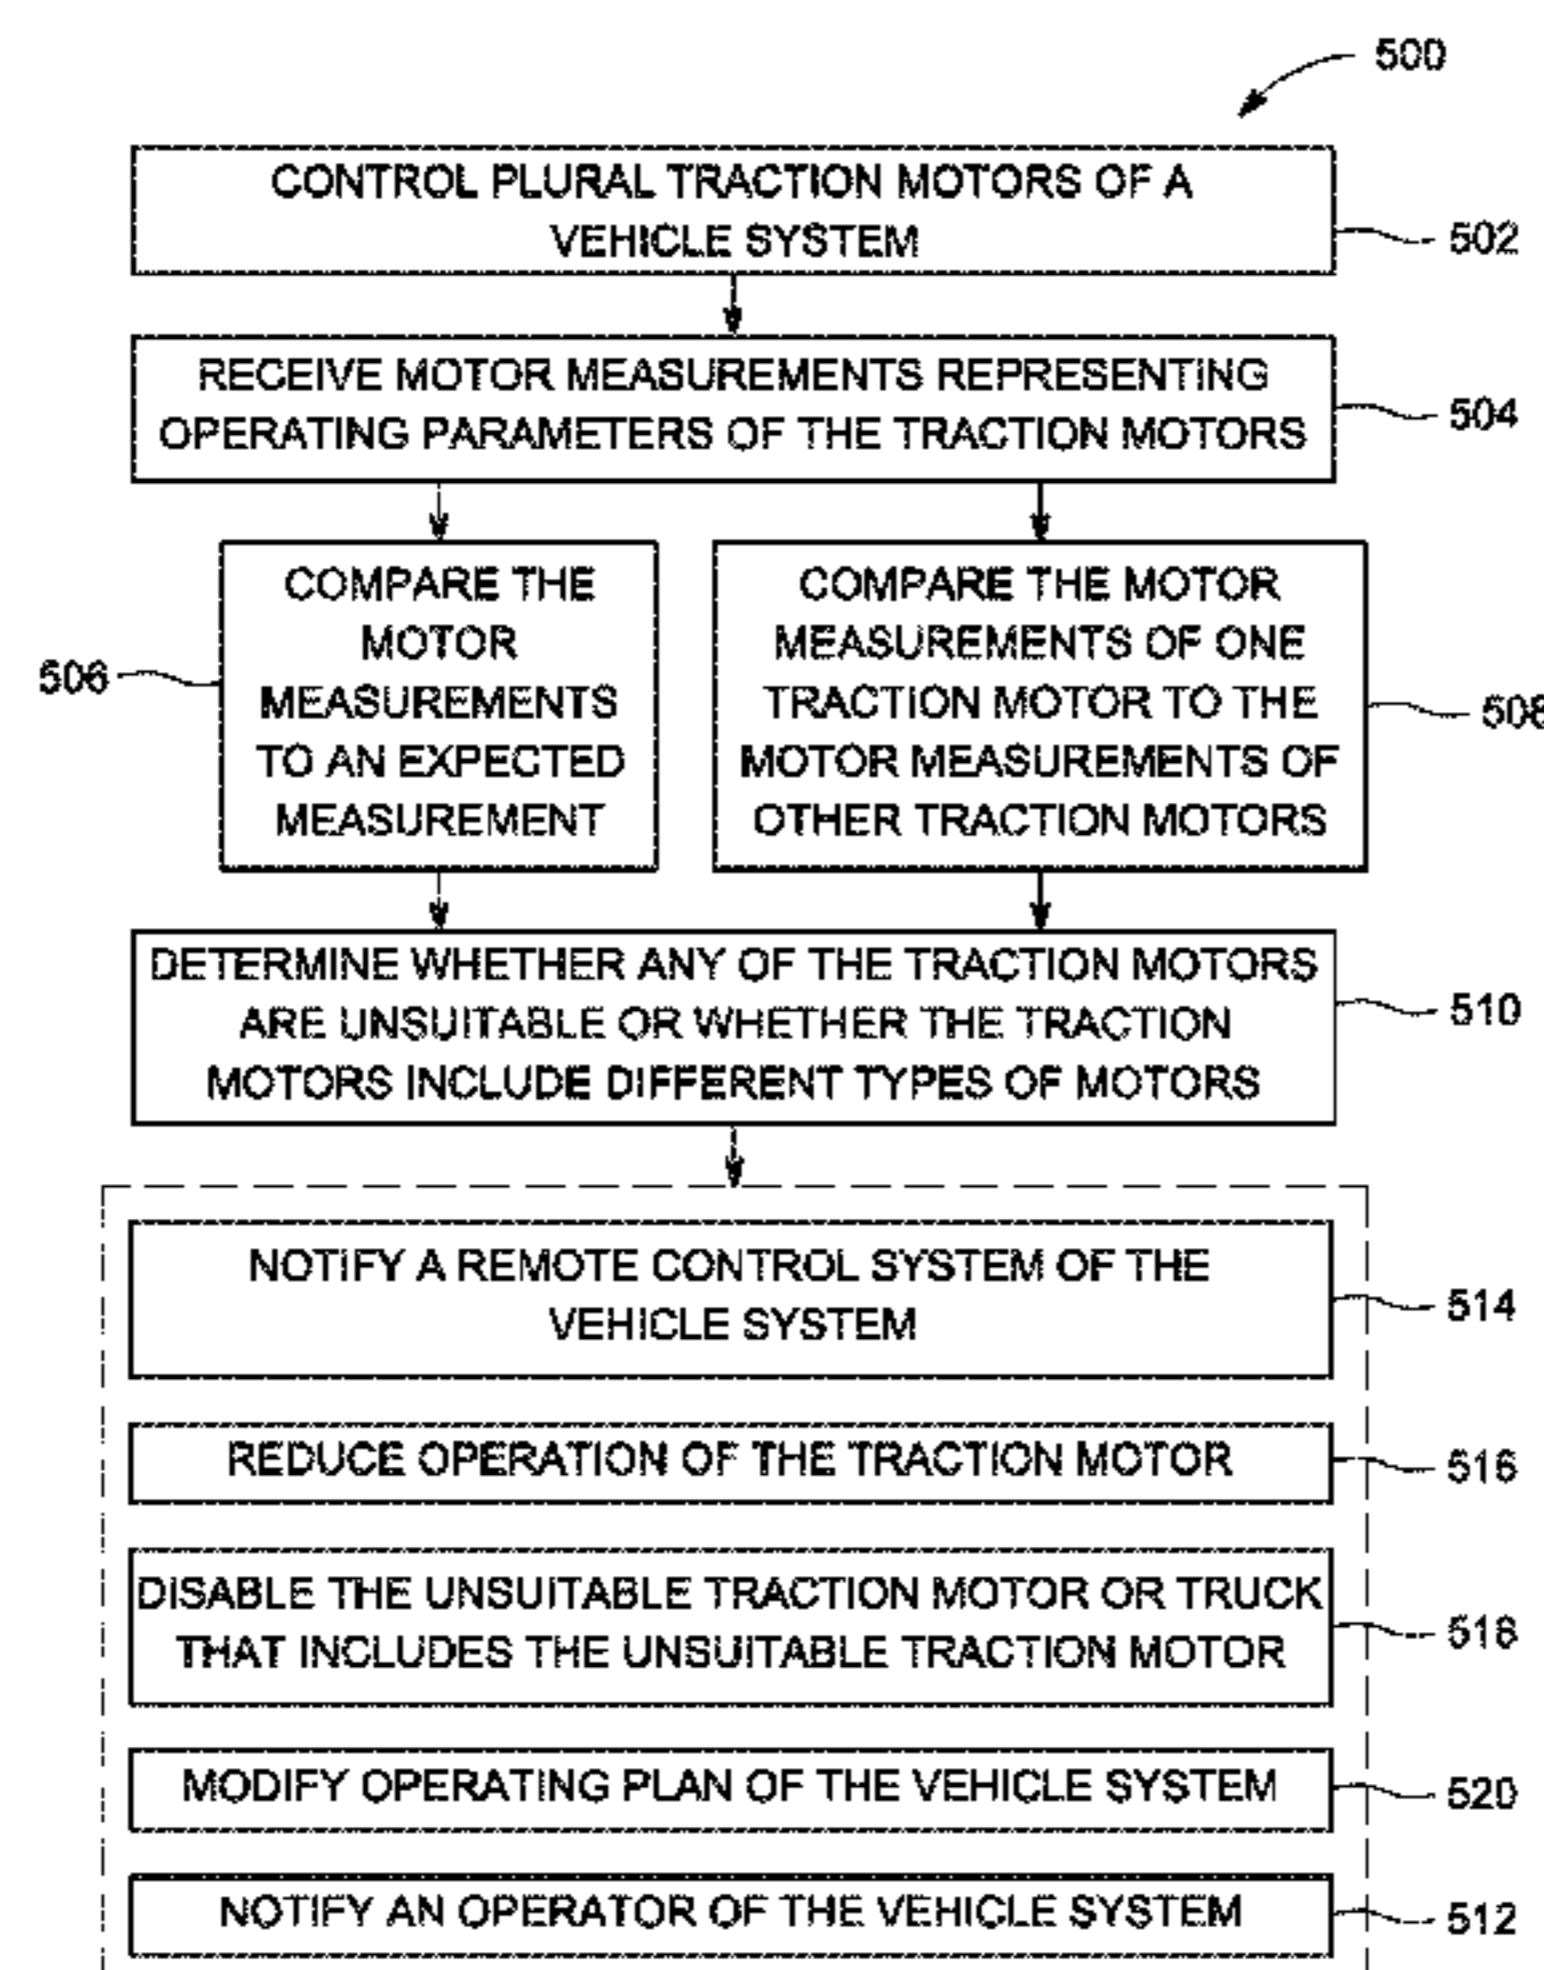 500
CONTROL PLURAL TRACTION MOTORS OF A
VEHICLE SYSTEM
502
RECEIVE MOTOR MEASUREMENTS REPRESENTING
OPERATING PARAMETERS OF THE TRACTION MOTORS
504
COMPARE THE
MOTOR
MEASUREMENTS
TO AN EXPECTED
MEASUREMENT
506
COMPARE THE MOTOR
MEASUREMENTS OF ONE
TRACTION MOTOR TO THE
MOTOR MEASUREMENTS OF
OTHER TRACTION MOTORS
508
DETERMINE WHETHER ANY OF THE TRACTION MOTORS
ARE UNSUITABLE OR WHETHER THE TRACTION
MOTORS INCLUDE DIFFERENT TYPES OF MOTORS
510
NOTIFY A REMOTE CONTROL SYSTEM OF THE
VEHICLE SYSTEM
514
REDUCE OPERATION OF THE TRACTION MOTOR
516
DISABLE THE UNSUITABLE TRACTION MOTOR OR TRUCK
THAT INCLUDES THE UNSUITABLE TRACTION MOTOR
518
MODIFY OPERATING PLAN OF THE VEHICLE SYSTEM
520
NOTIFY AN OPERATOR OF THE VEHICLE SYSTEM
512